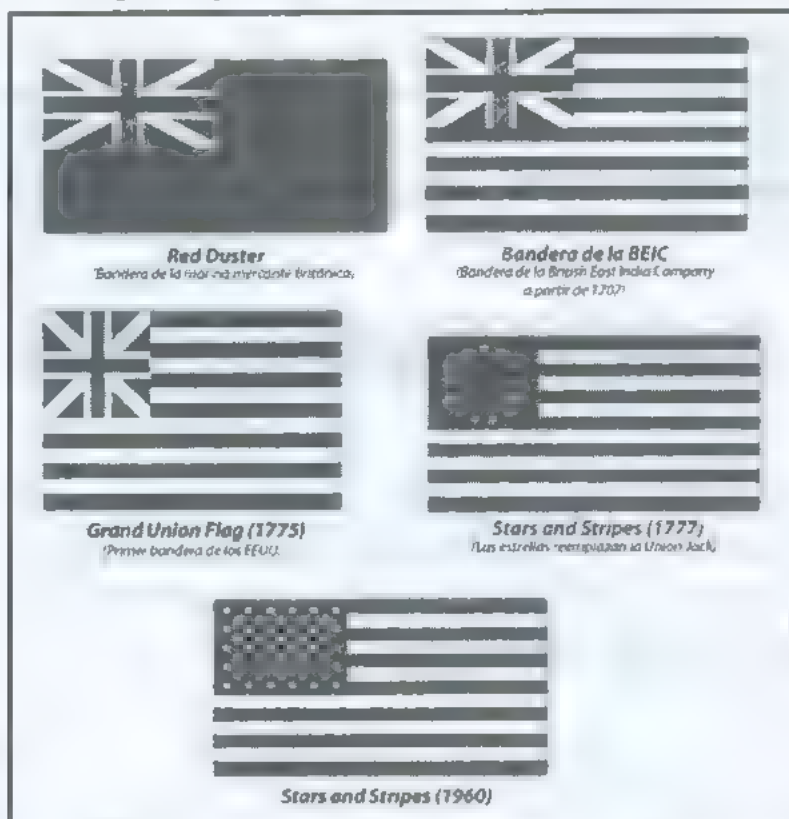 Red Duster
(Bandera de la marina mercante británica)
Bandera de la BEIC
(Bandera de la British East India Company
a partir de 1707)
Grand Union Flag (1775)
(Primer bandera de los EEUU)
Stars and Stripes (1777)
(Las estrellas reemplazan la Union Jack)
Stars and Stripes (1960)